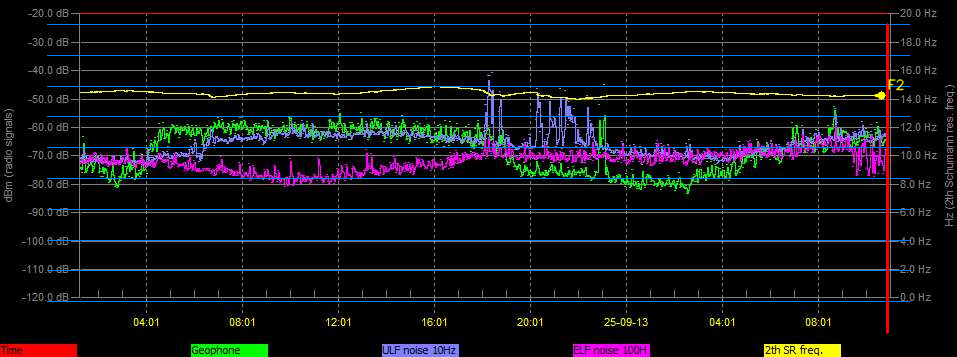 -20.0 dB 20.0 Hz
-30.0 dB 18.0 Hz
-40.0 dB 16.0 Hz
F2
-50.0 dB 14.0 Hz
-60.0 dB 12.0 Hz
-70.0 dB 10.0 Hz
-80.0 dB 8.0 Hz
-90.0 dB 6.0 Hz
-100.0 dB 4.0 Hz
-110.0 dB 2.0 Hz
-120.0 dB 0.0 Hz
dBm (radio signals)
Hz (2th Schumann res. freq.)
04:01 08:01 12:01 16:01 20:01 25-09-13 04:01 08:01
Time Geophone ULF noise 10Hz ELF noise 100H 2th SR freq.